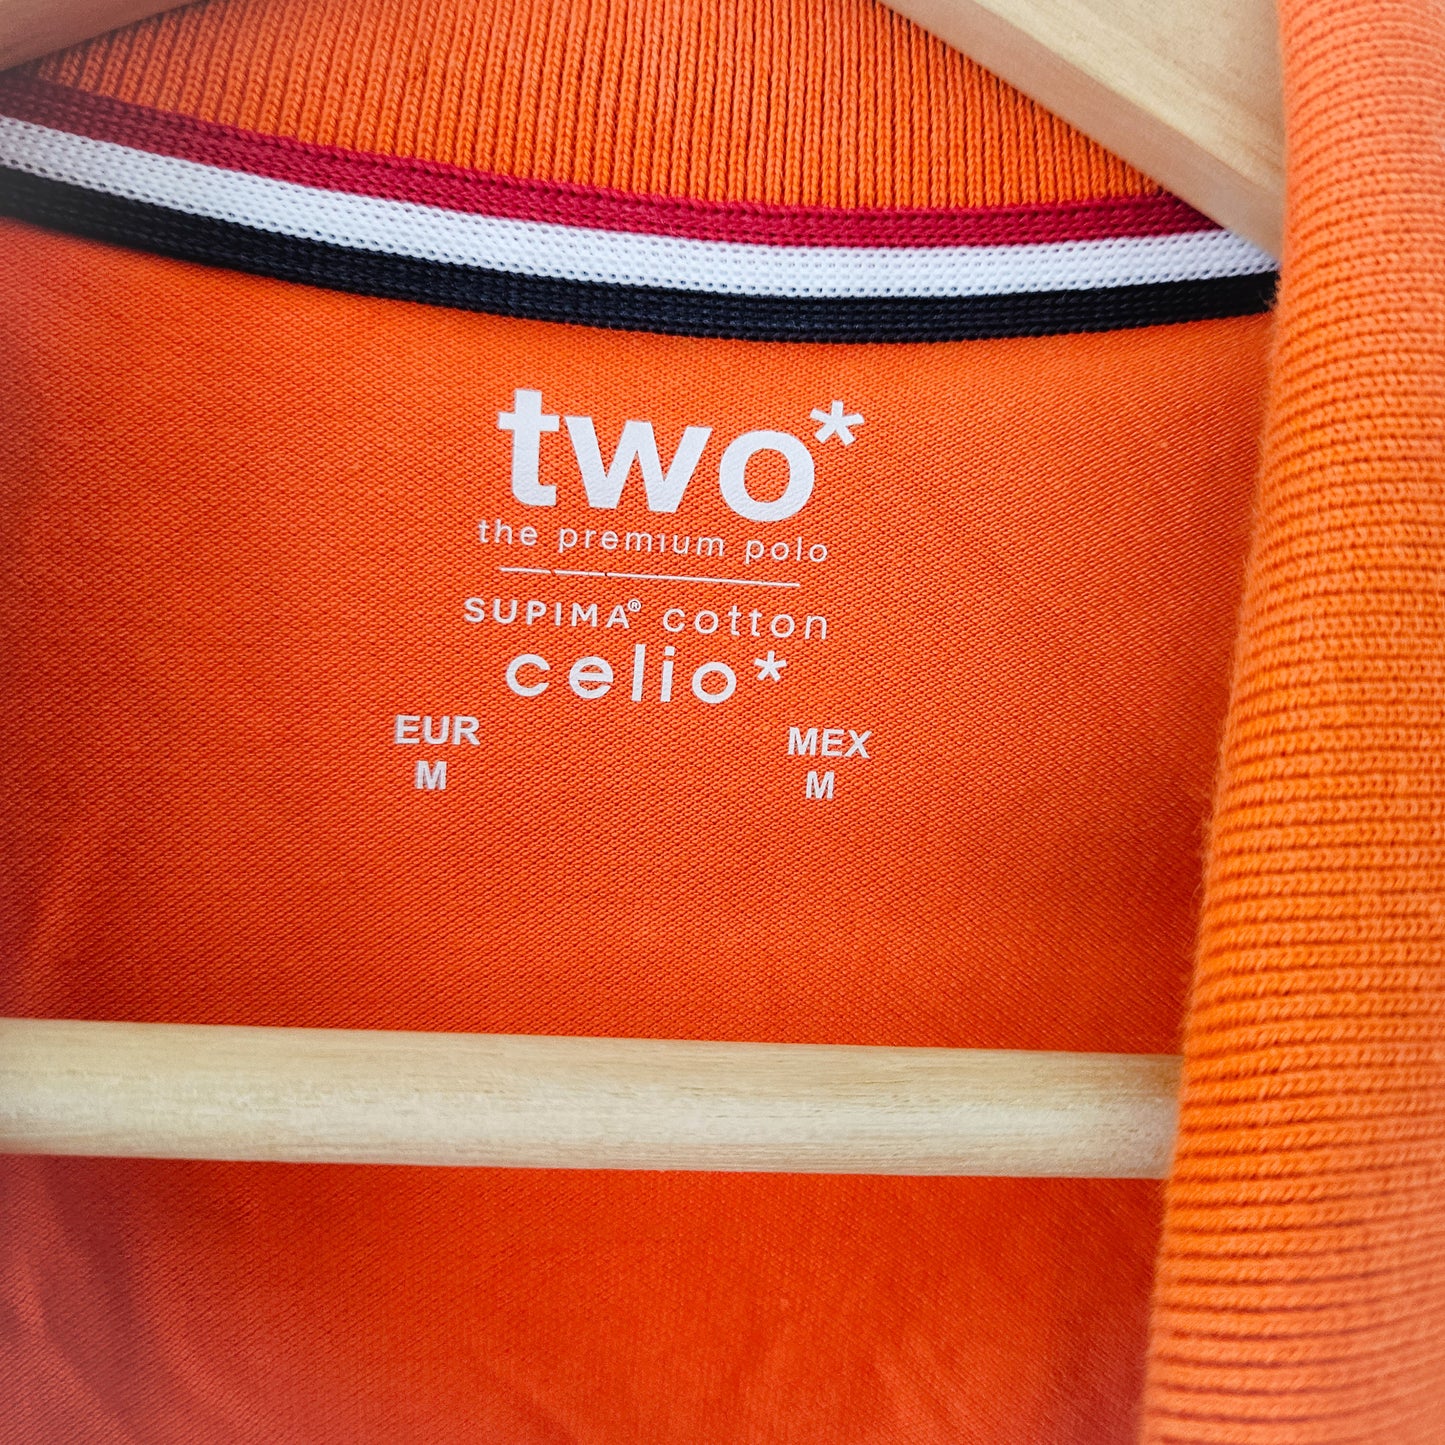 two*
the premium polo
SUPIMA® cotton
celio*
EUR MEX
M M